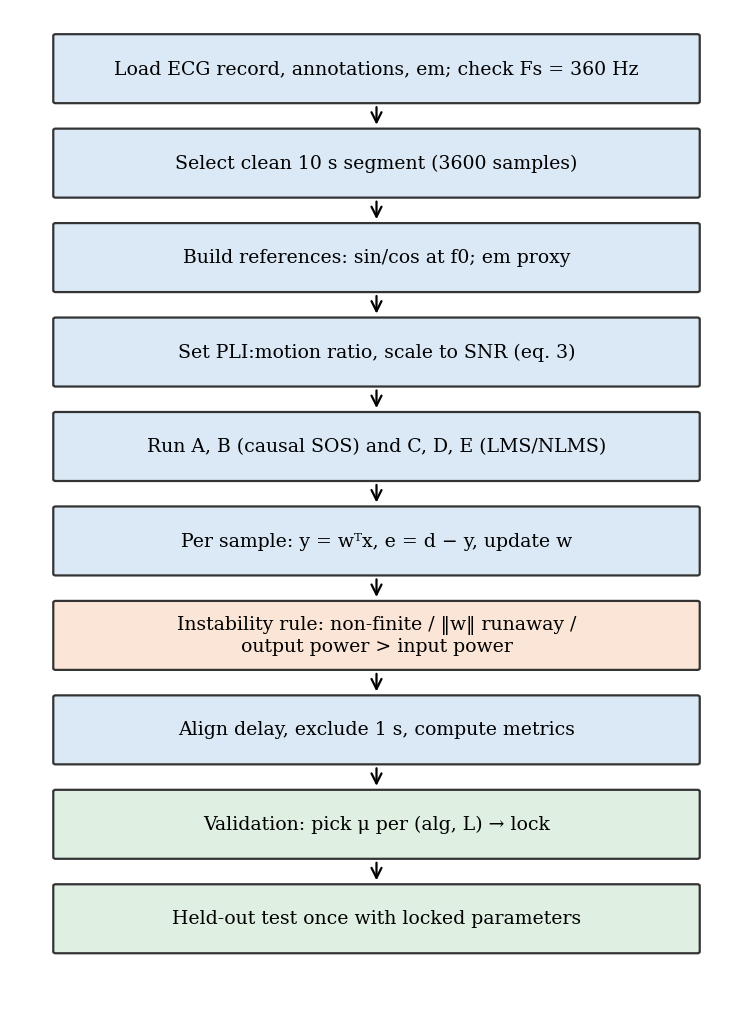 Load ECG record, annotations, em; check Fs = 360 Hz
Select clean 10 s segment (3600 samples)
Build references: sin/cos at f0; em proxy
Set PLI:motion ratio, scale to SNR (eq. 3)
Run A, B (causal SOS) and C, D, E (LMS/NLMS)
Per sample: y = wᵀx, e = d − y, update w
Instability rule: non-finite / ‖w‖ runaway /
output power > input power
Align delay, exclude 1 s, compute metrics
Validation: pick μ per (alg, L) → lock
Held-out test once with locked parameters